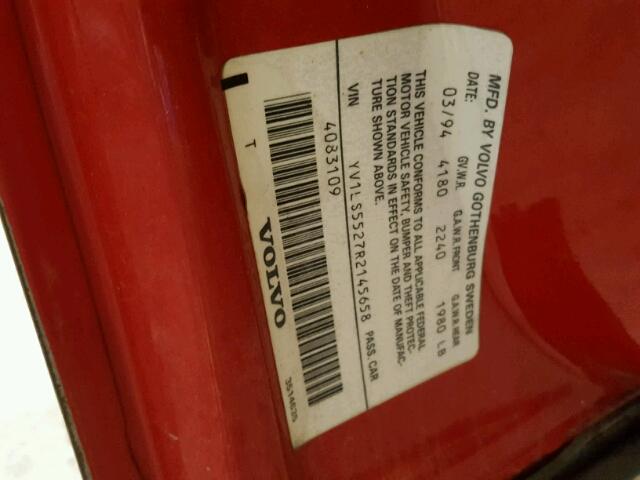 MFD. BY VOLVO GOTHENBURG SWEDEN
DATE: GV.W.R. G.A.W.R.FRONT G.A.W.R.REAR
03/94 4180 2240 1980 LB
THIS VEHICLE CONFORMS TO ALL APPLICABLE FEDERAL
MOTOR VEHICLE SAFETY, BUMPER AND THEFT PROTEC-
TION STANDARDS IN EFFECT ON THE DATE OF MANUFAC-
TURE SHOWN ABOVE.
VIN YV1LS5527R2145658 PASS. CAR
4083109
VOLVO
T